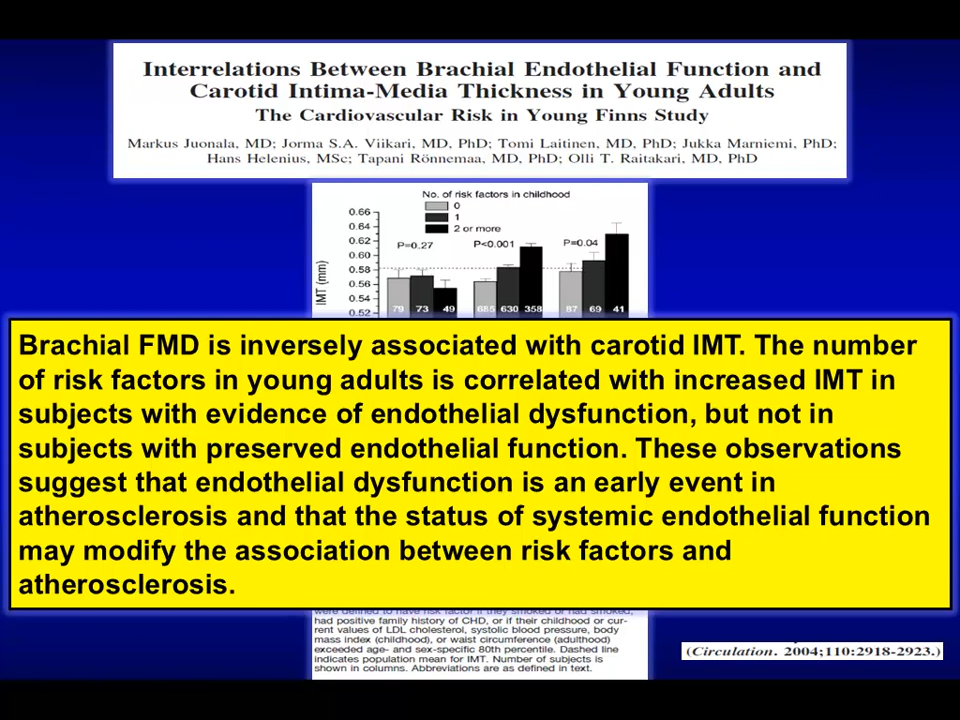 Interrelations Between Brachial Endothelial Function and
Carotid Intima-Media Thickness in Young Adults
The Cardiovascular Risk in Young Finns Study
Markus Juonala, MD; Jorma S.A. Viikari, MD, PhD; Tomi Laitinen, MD, PhD; Jukka Marniemi, PhD;
Hans Helenius, MSc; Tapani Rönnemaa, MD, PhD; Olli T. Raitakari, MD, PhD
No. of risk factors in childhood
0
1
2 or more
0.66
0.64
0.62
0.60
0.58
0.56
0.54
0.52
IMT (mm)
P=0.27
P<0.001
P=0.04
79 73 49 685 630 358 87 69 41
Brachial FMD is inversely associated with carotid IMT. The number
of risk factors in young adults is correlated with increased IMT in
subjects with evidence of endothelial dysfunction, but not in
subjects with preserved endothelial function. These observations
suggest that endothelial dysfunction is an early event in
atherosclerosis and that the status of systemic endothelial function
may modify the association between risk factors and
atherosclerosis.
were defined to have risk factor if they smoked or had smoked,
had positive family history of CHD, or if their childhood or cur-
rent values of LDL cholesterol, systolic blood pressure, body
mass index (childhood), or waist circumference (adulthood)
exceeded age- and sex-specific 80th percentile. Dashed line
indicates population mean for IMT. Number of subjects is
shown in columns. Abbreviations are as defined in text.
(Circulation. 2004;110:2918-2923.)